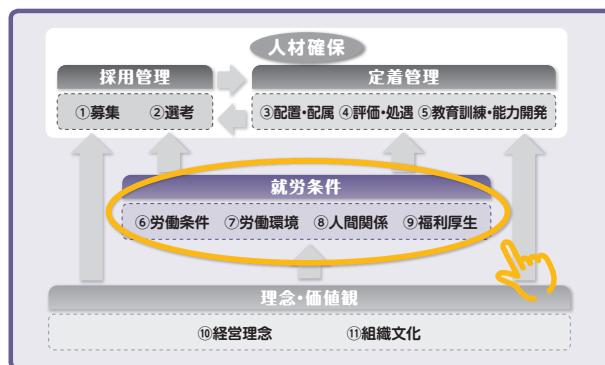 人材確保
採用管理
定着管理
①募集 ②選考
③配置・配属 ④評価・処遇 ⑤教育訓練・能力開発
就労条件
⑥労働条件 ⑦労働環境 ⑧人間関係 ⑨福利厚生
理念・価値観
⑩経営理念 ⑪組織文化